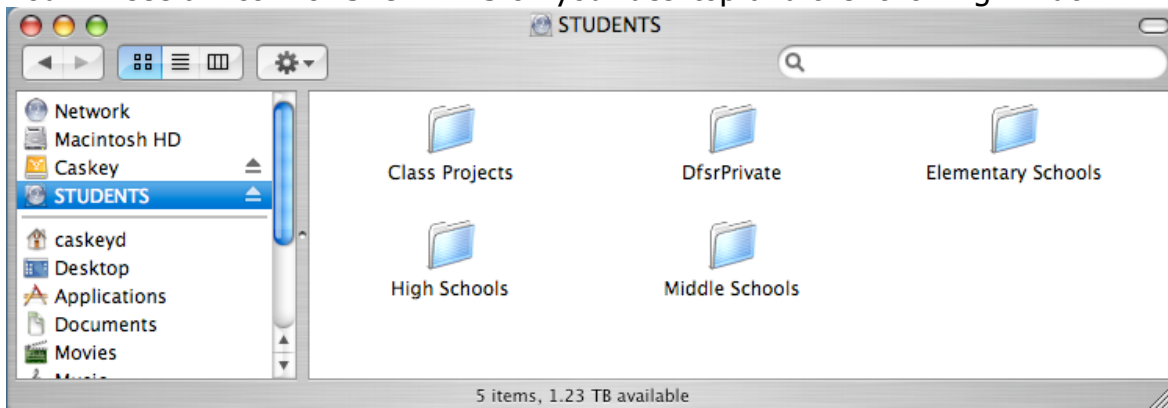 STUDENTS
Network
Macintosh HD
Caskey
STUDENTS
caskeyd
Desktop
Applications
Documents
Movies
Class Projects
DfsrPrivate
Elementary Schools
High Schools
Middle Schools
5 items, 1.23 TB available